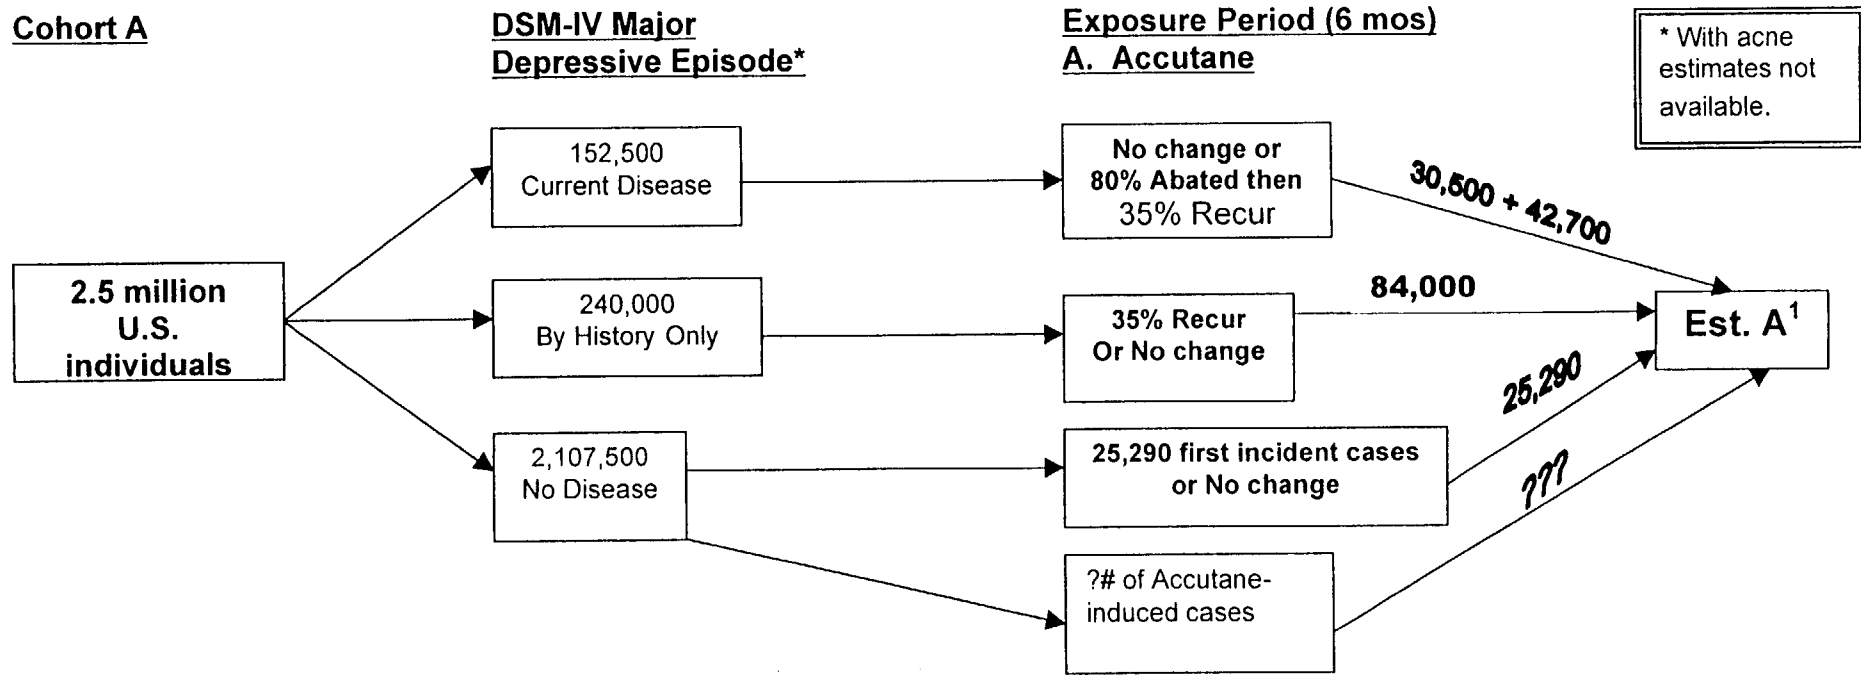 Cohort A
DSM-IV Major
Depressive Episode*
Exposure Period (6 mos)
A. Accutane
* With acne
estimates not
available.
152,500
Current Disease
No change or
80% Abated then
35% Recur
30,500 + 42,700
2.5 million
U.S.
individuals
240,000
By History Only
35% Recur
Or No change
84,000
Est. A¹
2,107,500
No Disease
25,290 first incident cases
or No change
25,290
?# of Accutane-
induced cases
???